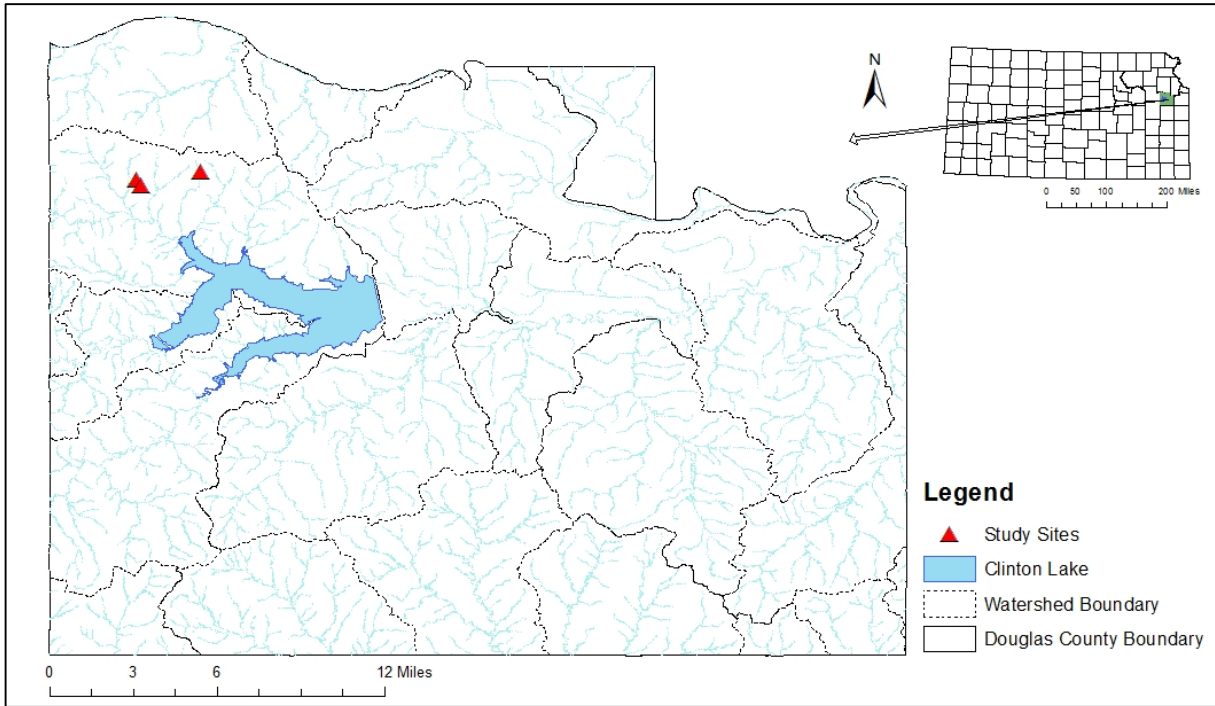 N
0 50 100 200 Miles
Legend
Study Sites
Clinton Lake
Watershed Boundary
Douglas County Boundary
0 3 6 12 Miles